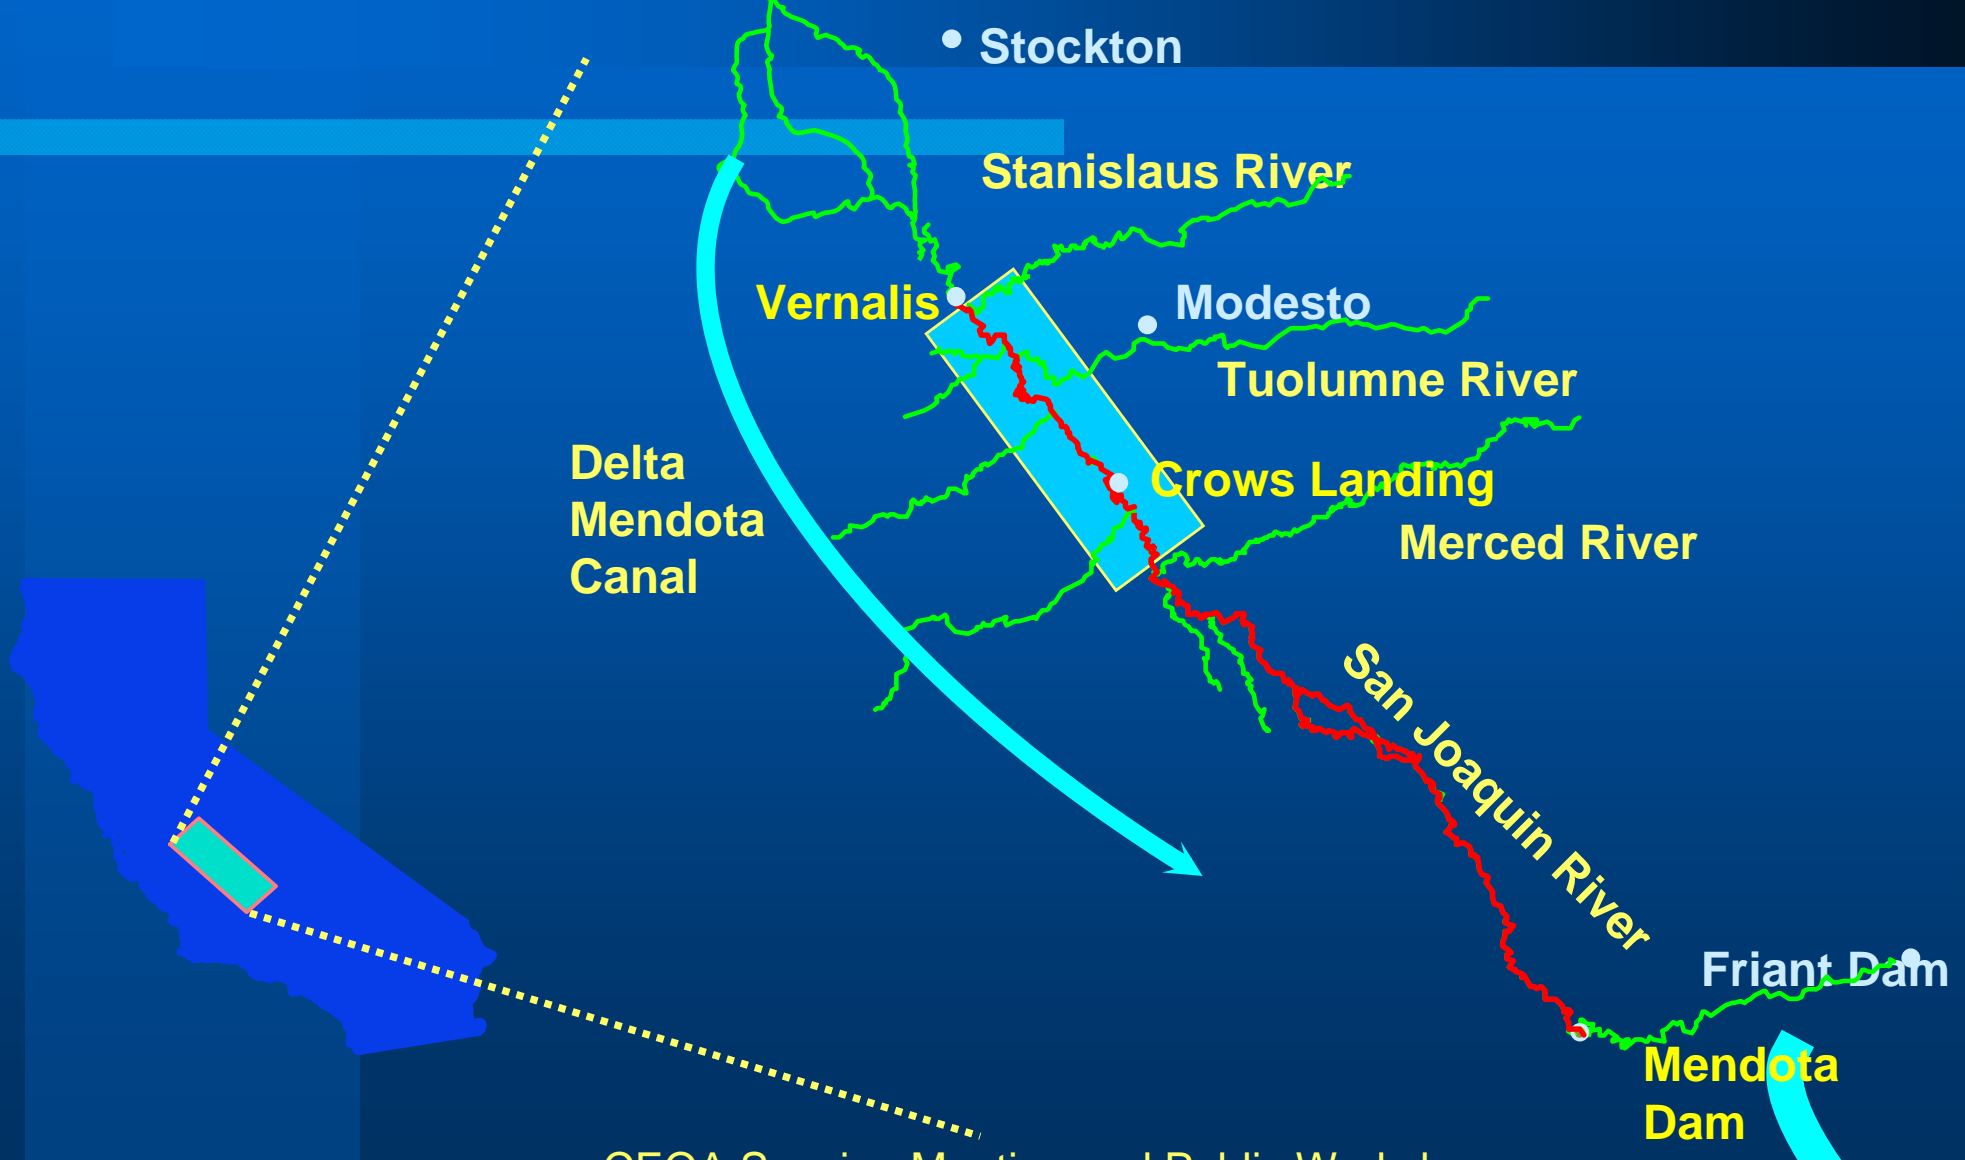 Stockton
Stanislaus River
Vernalis
Modesto
Tuolumne River
Delta
Mendota
Canal
Crows Landing
Merced River
San Joaquin River
Friant Dam
Mendota
Dam